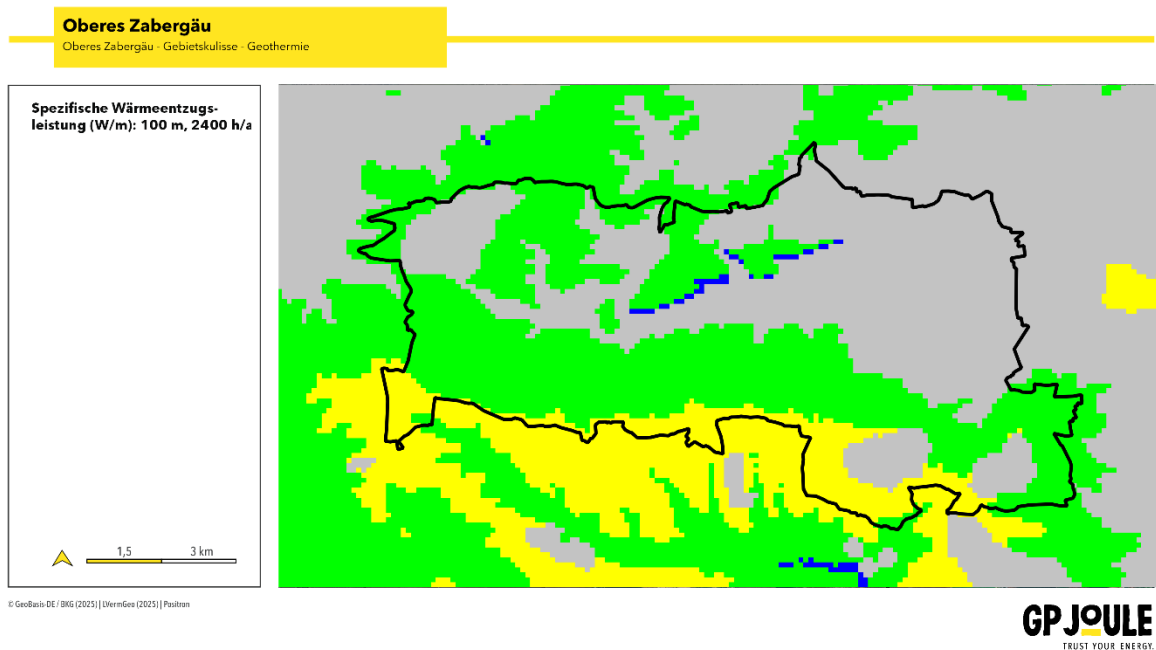 Oberes Zabergäu
Oberes Zabergäu - Gebietskulisse - Geothermie
Spezifische Wärmeentzugs-
leistung (W/m): 100 m, 2400 h/a
1,5 3 km
© GeoBasis-DE / BKG (2025) | LVermGeo (2025) | Positron
GP JOULE
TRUST YOUR ENERGY.